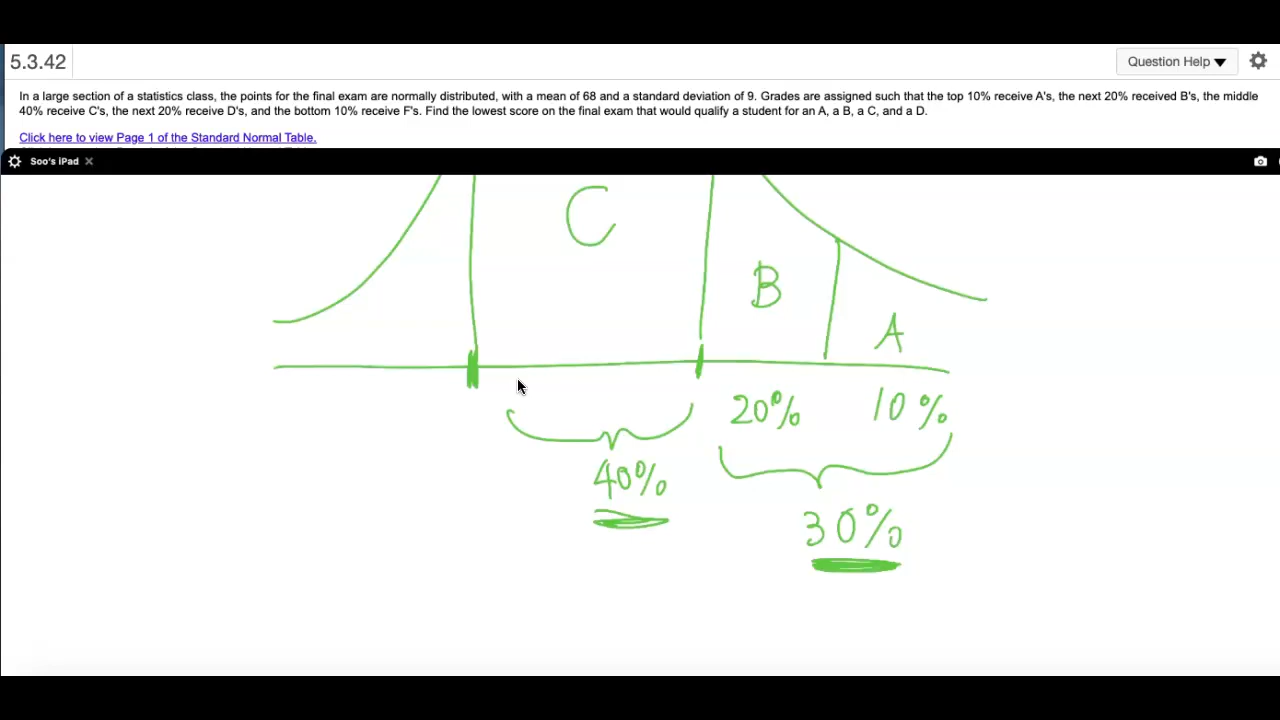 5.3.42
Question Help ▼
In a large section of a statistics class, the points for the final exam are normally distributed, with a mean of 68 and a standard deviation of 9. Grades are assigned such that the top 10% receive A's, the next 20% received B's, the middle
40% receive C's, the next 20% receive D's, and the bottom 10% receive F's. Find the lowest score on the final exam that would qualify a student for an A, a B, a C, and a D.
Click here to view Page 1 of the Standard Normal Table.
Soo's iPad
C
B
A
20% 10%
40%
30%